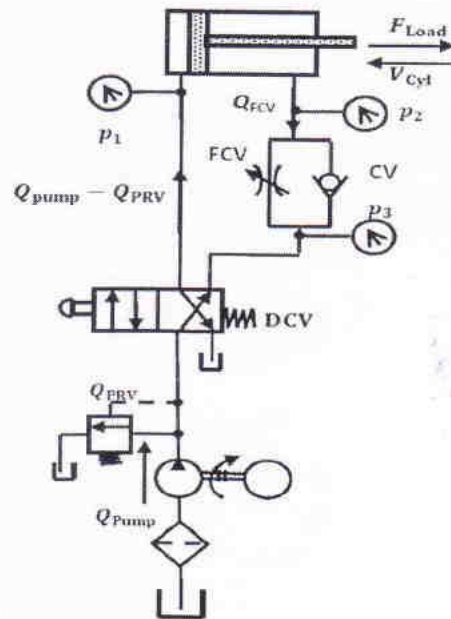 F_Load
V_Cyl
Q_FCV
p_1
p_2
FCV
CV
Q_pump − Q_PRV
p_3
DCV
Q_PRV
Q_Pump